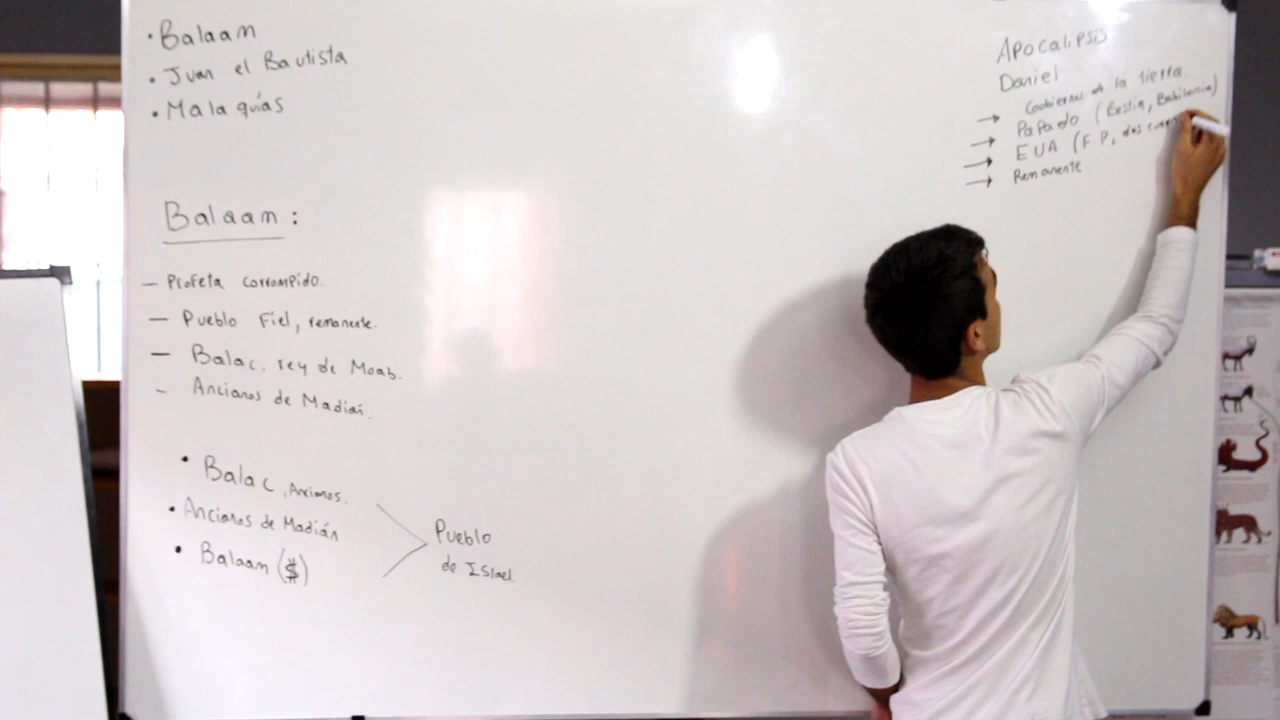 • Balaam
• Juan el Bautista
• Malaquías
Balaam :
— Profeta corrompido.
— Pueblo Fiel, remanente.
— Balac, rey de Moab.
- Ancianos de Madián.
• Balac, Ancianos.
• Ancianos de Madián
• Balaam ($)
Pueblo
de Israel
Apocalipsis
Daniel
→ Gobiernos de la tierra.
→ Papado (Bestia, Babilonia)
→ EUA (F.P, dos
→ Remanente